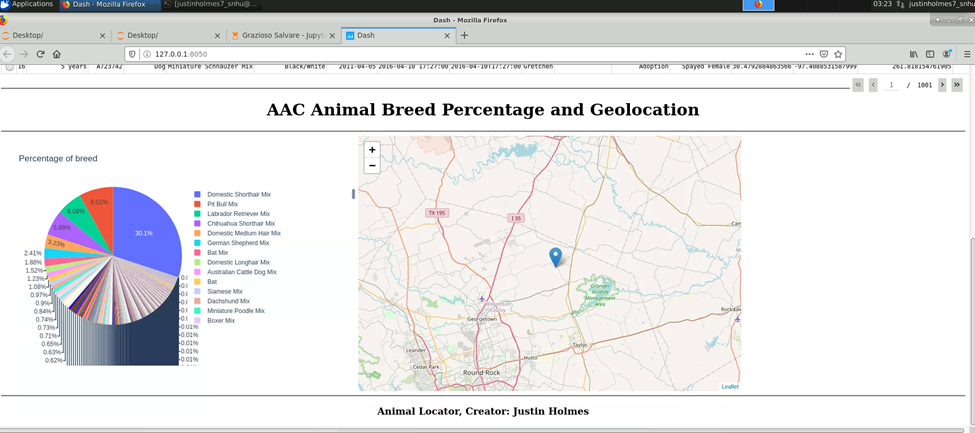 Applications
Dash - Mozilla Firefox
[justinholmes7_snhu@...
03:23
justinholmes7_snhu
Dash - Mozilla Firefox
Desktop/
Desktop/
Grazioso Salvare - Jupyt
Dash
127.0.0.1:8050
16 5 years A723742 Dog Miniature Schnauzer Mix Black/White 2011-04-05 2016-04-10 17:27:00 2016-04-10T17:27:00 Gretchen Adoption Spayed Female 30.4792884863566 -97.4088531587999 261.818154761905
1 / 1001
AAC Animal Breed Percentage and Geolocation
Percentage of breed
30.1%
8.01%
6.08%
5.88%
3.23%
2.41%
1.88%
1.52%
1.23%
1.08%
0.97%
0.9%
0.84%
0.74%
0.73%
0.71%
0.65%
0.63%
0.62%
0.01%
0.01%
0.01%
0.01%
Domestic Shorthair Mix
Pit Bull Mix
Labrador Retriever Mix
Chihuahua Shorthair Mix
Domestic Medium Hair Mix
German Shepherd Mix
Bat Mix
Domestic Longhair Mix
Australian Cattle Dog Mix
Bat
Siamese Mix
Dachshund Mix
Miniature Poodle Mix
Boxer Mix
+
−
TX 195
I 35
Granger
Wildlife
Management
Area
Williamson
County
Georgetown
Taylor
Hutto
Leander
Cedar Park
Round Rock
Rockdale
Leaflet
Animal Locator, Creator: Justin Holmes